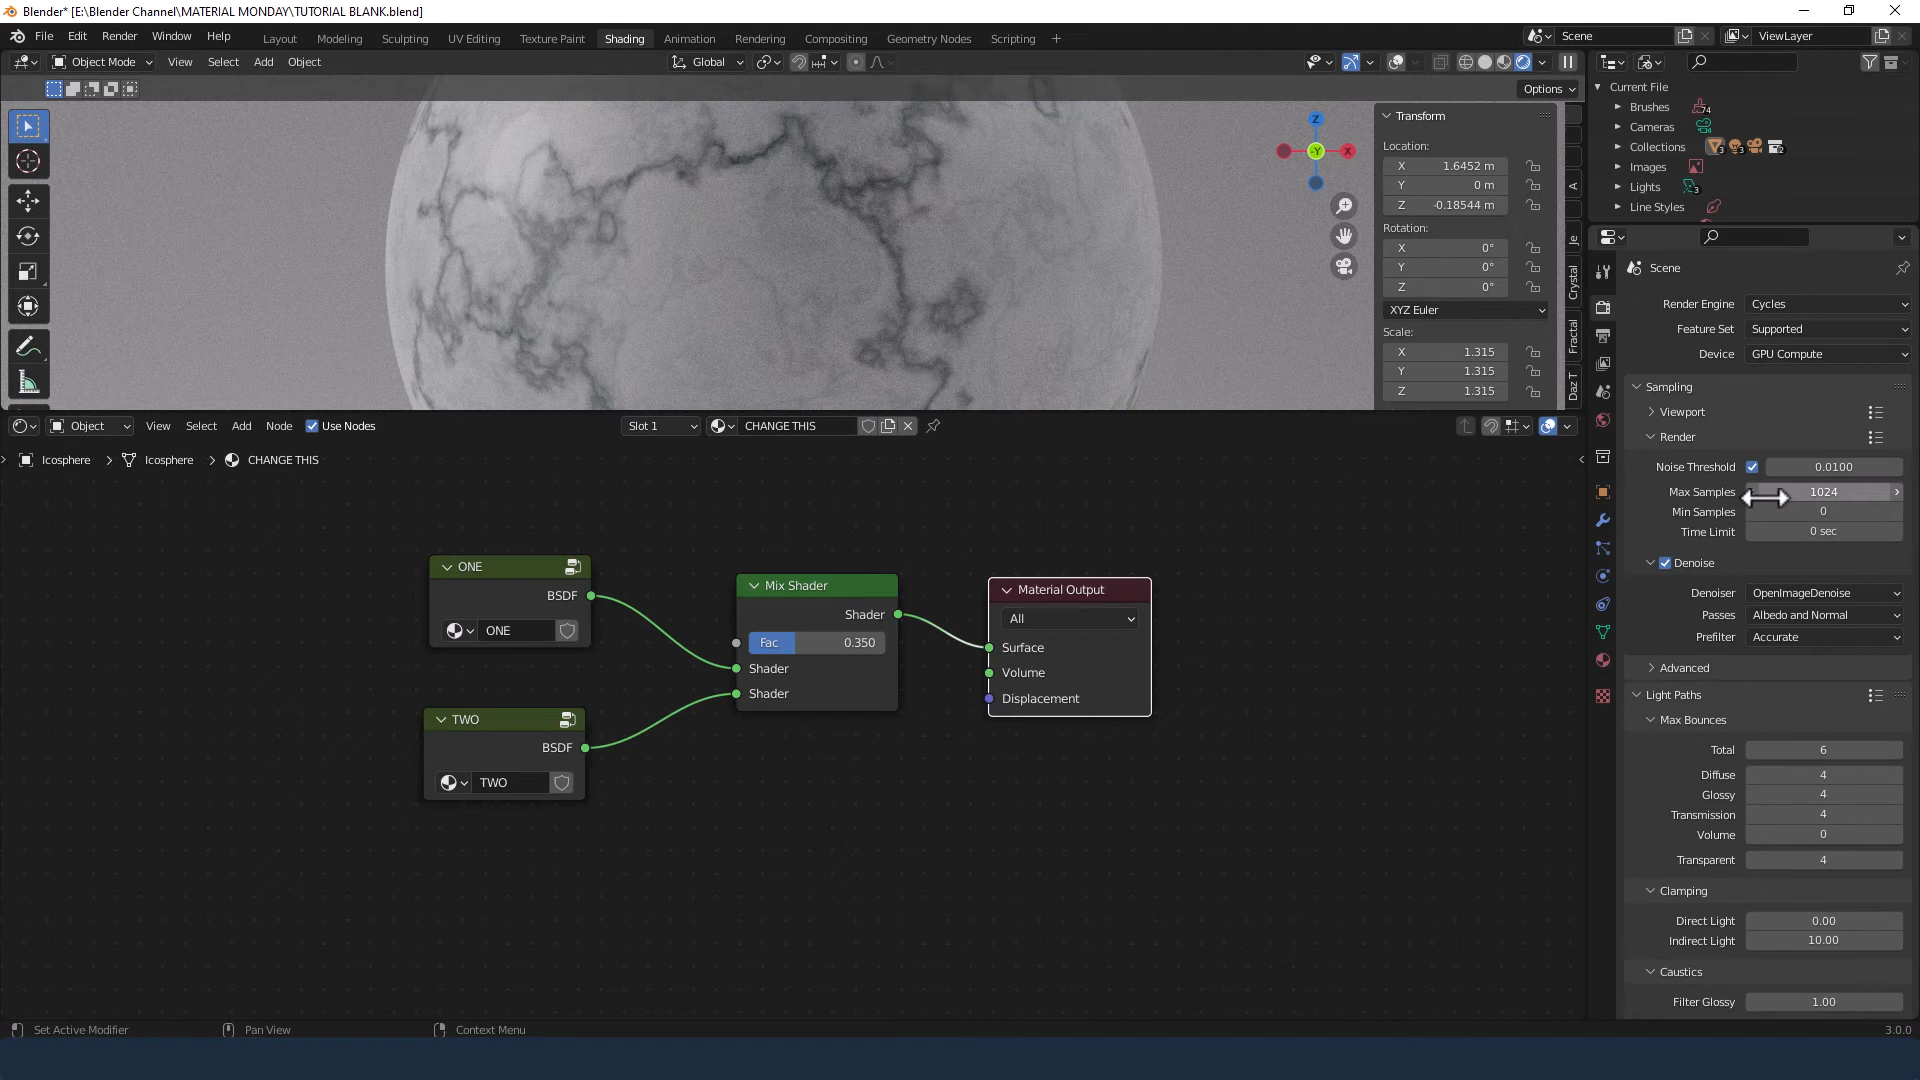 Blender* [E:\Blender Channel\MATERIAL MONDAY\TUTORIAL BLANK.blend]
File Edit Render Window Help
Layout Modeling Sculpting UV Editing Texture Paint Shading Animation Rendering Compositing Geometry Nodes Scripting +
Scene
ViewLayer
Object Mode View Select Add Object
Global
Options
Transform
Location:
X 1.6452 m
Y 0 m
Z -0.18544 m
Rotation:
X 0°
Y 0°
Z 0°
XYZ Euler
Scale:
X 1.315
Y 1.315
Z 1.315
Z
-Y
X
A
Je
Crystal
Fractal
Daz T
Current File
Brushes 74
Cameras
Collections 3 3 2
Images
Lights 3
Line Styles
Scene
Render Engine Cycles
Feature Set Supported
Device GPU Compute
Sampling
Viewport
Render
Noise Threshold 0.0100
Max Samples 1024
Min Samples 0
Time Limit 0 sec
Denoise
Denoiser OpenImageDenoise
Passes Albedo and Normal
Prefilter Accurate
Advanced
Light Paths
Max Bounces
Total 6
Diffuse 4
Glossy 4
Transmission 4
Volume 0
Transparent 4
Clamping
Direct Light 0.00
Indirect Light 10.00
Caustics
Filter Glossy 1.00
Object View Select Add Node Use Nodes Slot 1 CHANGE THIS
Icosphere > Icosphere > CHANGE THIS
ONE
BSDF
ONE
TWO
BSDF
TWO
Mix Shader
Shader
Fac 0.350
Shader
Shader
Material Output
All
Surface
Volume
Displacement
Set Active Modifier Pan View Context Menu 3.0.0